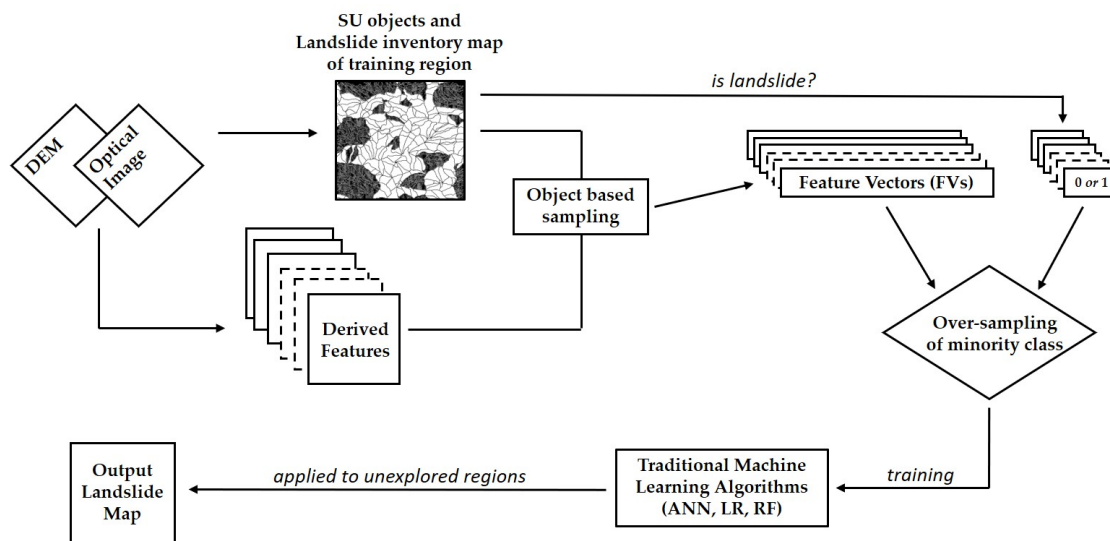 SU objects and
Landslide inventory map
of training region
is landslide?
DEM
Optical
Image
Object based
sampling
Feature Vectors (FVs)
0 or 1
Derived
Features
Over-sampling
of minority class
training
Traditional Machine
Learning Algorithms
(ANN, LR, RF)
applied to unexplored regions
Output
Landslide
Map